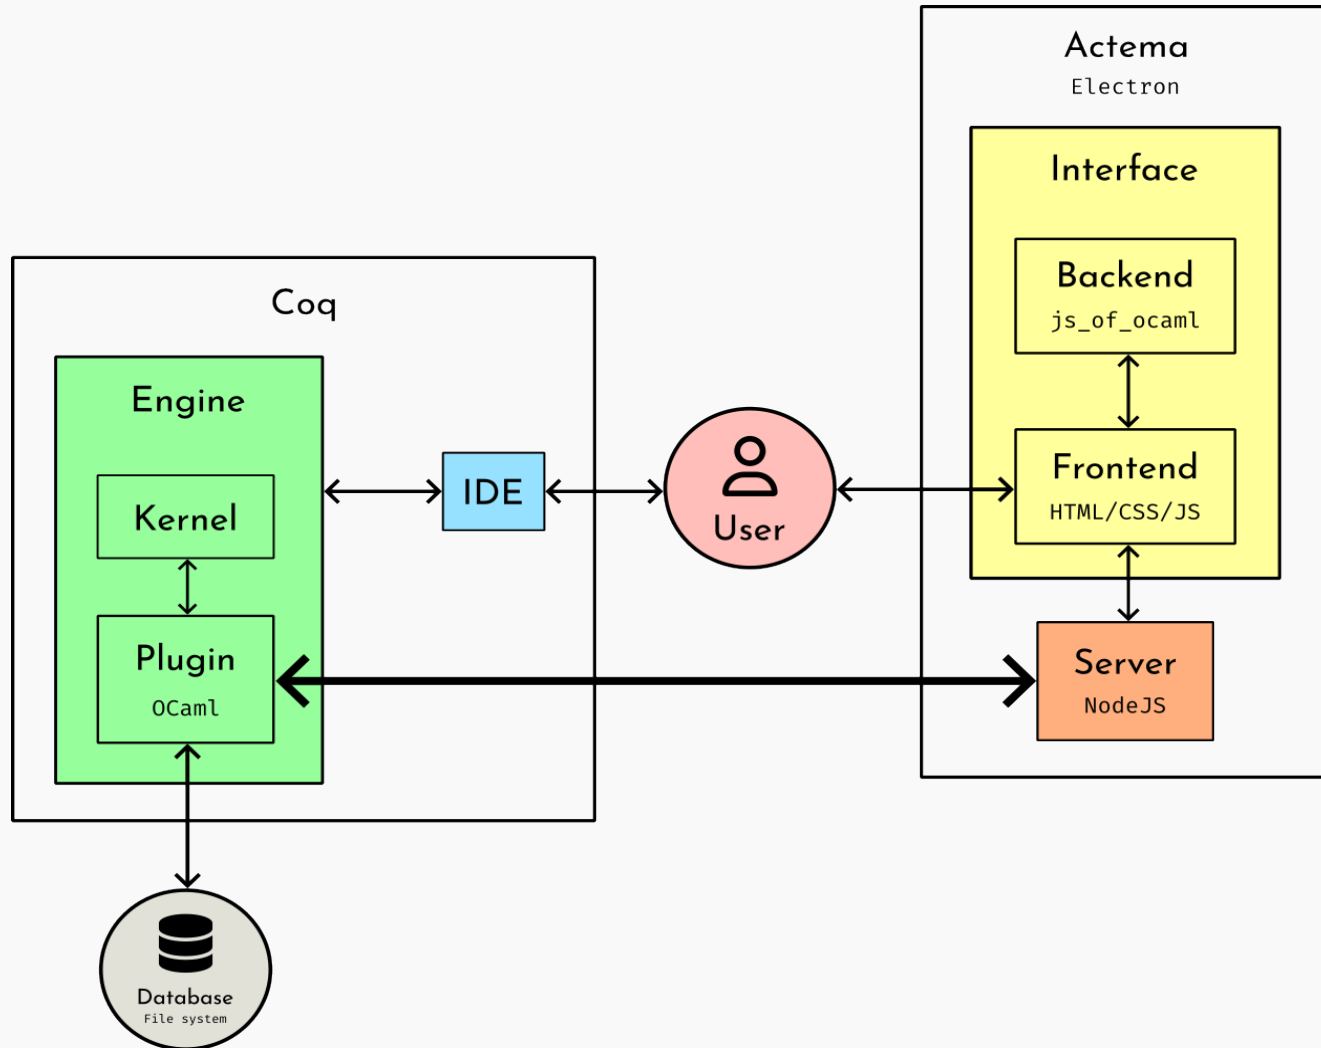 Actema
Electron
Interface
Backend
js_of_ocaml
Frontend
HTML/CSS/JS
Server
NodeJS
Coq
Engine
Kernel
Plugin
OCaml
IDE
User
Database
File system